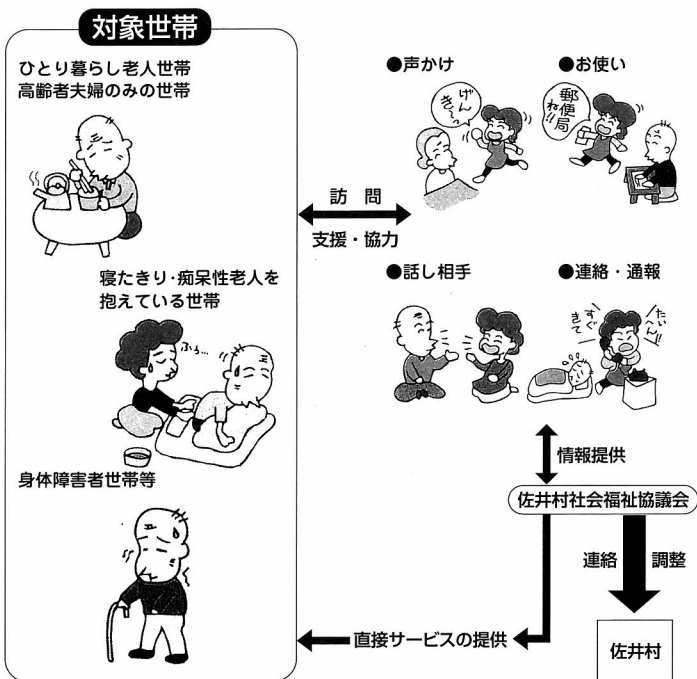 対象世帯
ひとり暮らし老人世帯
高齢者夫婦のみの世帯
寝たきり・痴呆性老人を
抱えている世帯
ふぅ…
身体障害者世帯等
訪　問
支援・協力
●声かけ
げんき〜っ
●お使い
郵便局ね!!
●話し相手
●連絡・通報
たいへん!!
すぐきて
情報提供
佐井村社会福祉協議会
連絡　調整
直接サービスの提供
佐井村